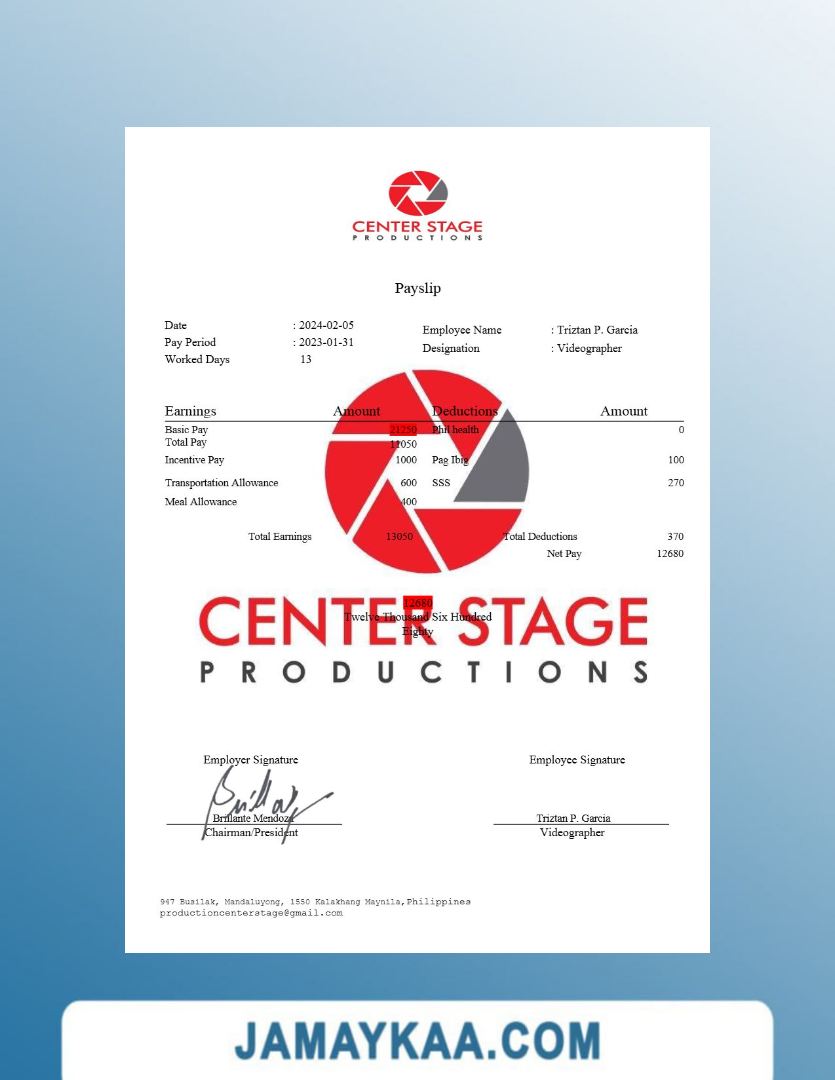 CENTER STAGE
PRODUCTIONS
Payslip
Date : 2024-02-05
Pay Period : 2023-01-31
Worked Days 13
Employee Name : Triztan P. Garcia
Designation : Videographer
Earnings Amount Deductions Amount
Basic Pay 21250 Phil health 0
Total Pay 11050
Incentive Pay 1000 Pag Ibig 100
Transportation Allowance 600 SSS 270
Meal Allowance 400
Total Earnings 13050 Total Deductions 370
Net Pay 12680
12680
Twelve Thousand Six Hundred
Eighty
CENTER STAGE
PRODUCTIONS
Employer Signature Employee Signature
Brillante Mendoza Triztan P. Garcia
Chairman/President Videographer
947 Busilak, Mandaluyong, 1550 Kalakhang Maynila, Philippines
productioncenterstage@gmail.com
JAMAYKAA.COM